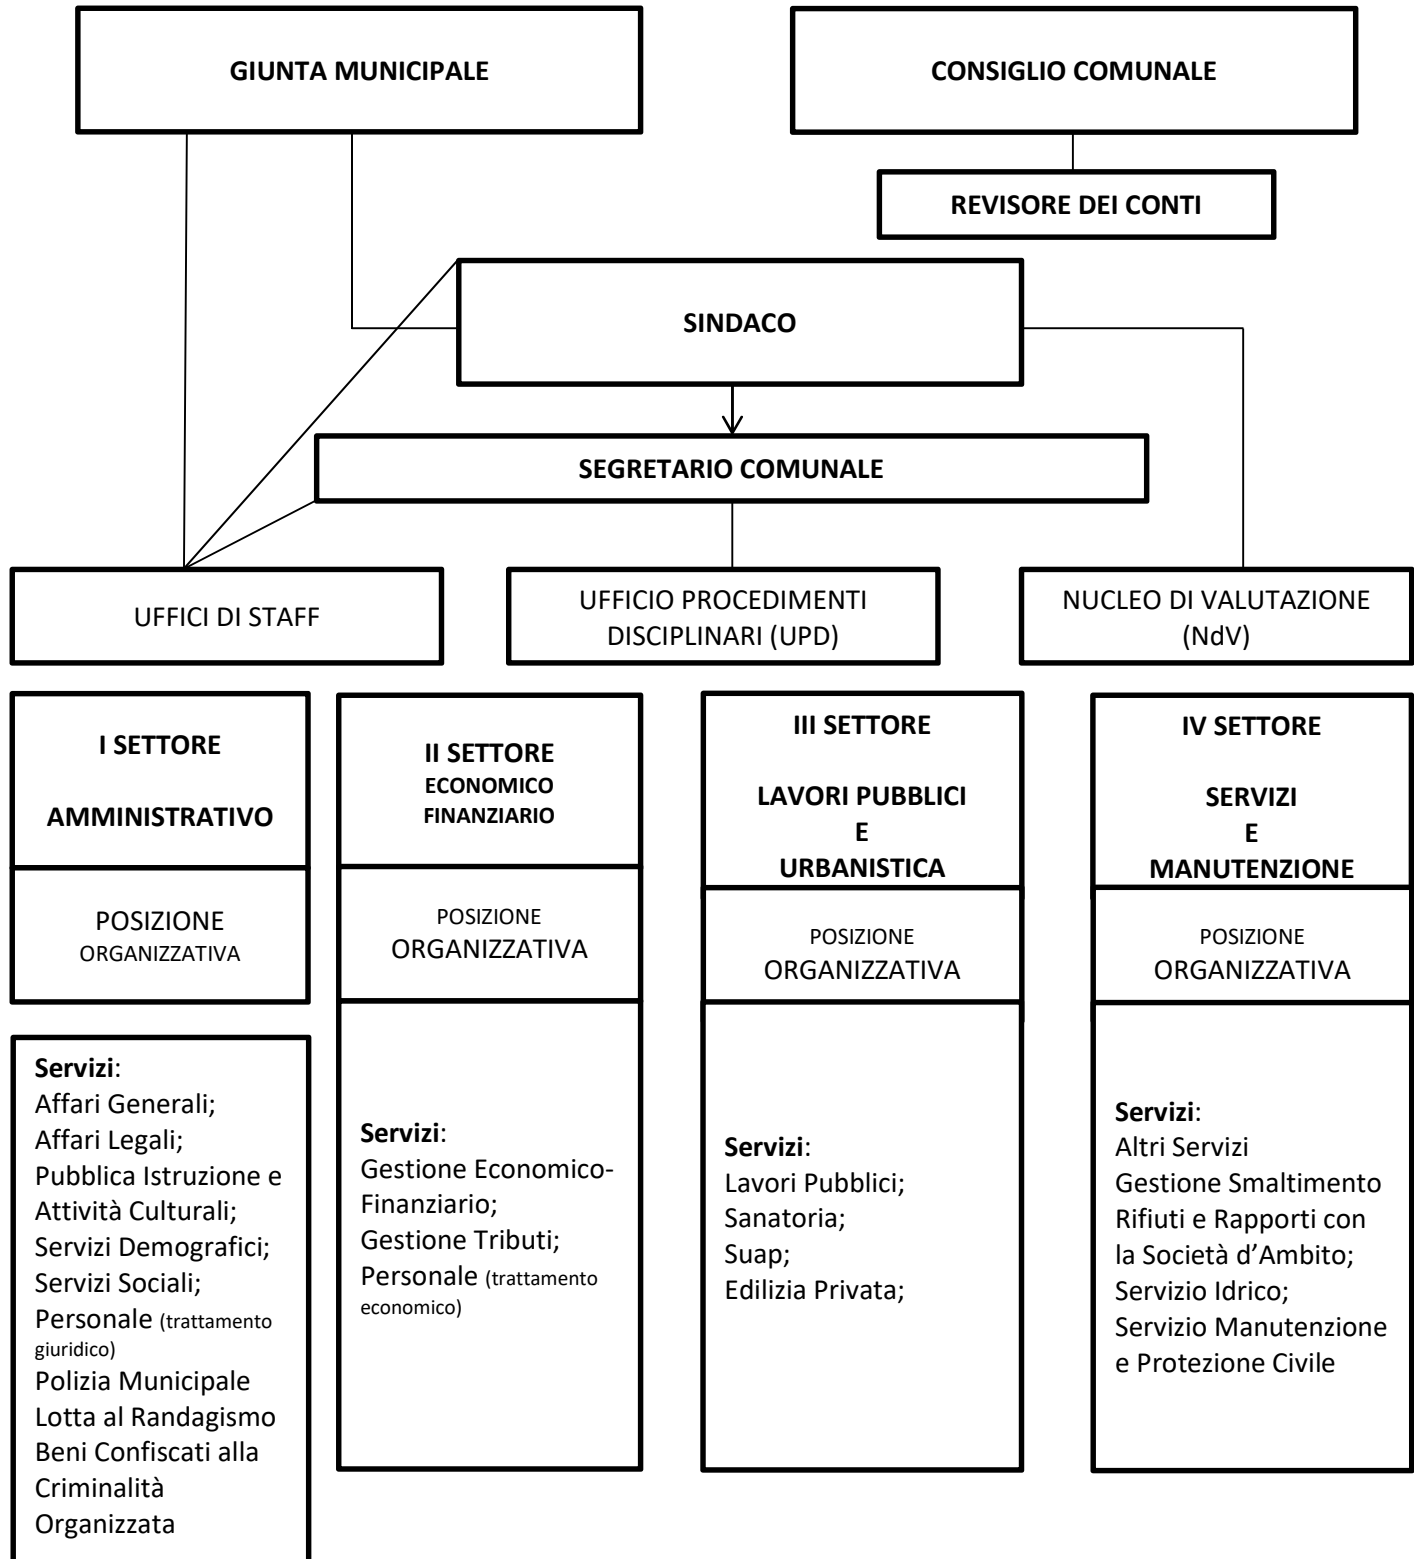 GIUNTA MUNICIPALE
CONSIGLIO COMUNALE
REVISORE DEI CONTI
SINDACO
SEGRETARIO COMUNALE
UFFICI DI STAFF
UFFICIO PROCEDIMENTI
DISCIPLINARI (UPD)
NUCLEO DI VALUTAZIONE
(NdV)
I SETTORE
AMMINISTRATIVO
POSIZIONE
ORGANIZZATIVA
Servizi:
Affari Generali;
Affari Legali;
Pubblica Istruzione e
Attività Culturali;
Servizi Demografici;
Servizi Sociali;
Personale (trattamento
giuridico)
Polizia Municipale
Lotta al Randagismo
Beni Confiscati alla
Criminalità
Organizzata
II SETTORE
ECONOMICO
FINANZIARIO
POSIZIONE
ORGANIZZATIVA
Servizi:
Gestione Economico-
Finanziario;
Gestione Tributi;
Personale (trattamento
economico)
III SETTORE
LAVORI PUBBLICI
E
URBANISTICA
POSIZIONE
ORGANIZZATIVA
Servizi:
Lavori Pubblici;
Sanatoria;
Suap;
Edilizia Privata;
IV SETTORE
SERVIZI
E
MANUTENZIONE
POSIZIONE
ORGANIZZATIVA
Servizi:
Altri Servizi
Gestione Smaltimento
Rifiuti e Rapporti con
la Società d’Ambito;
Servizio Idrico;
Servizio Manutenzione
e Protezione Civile